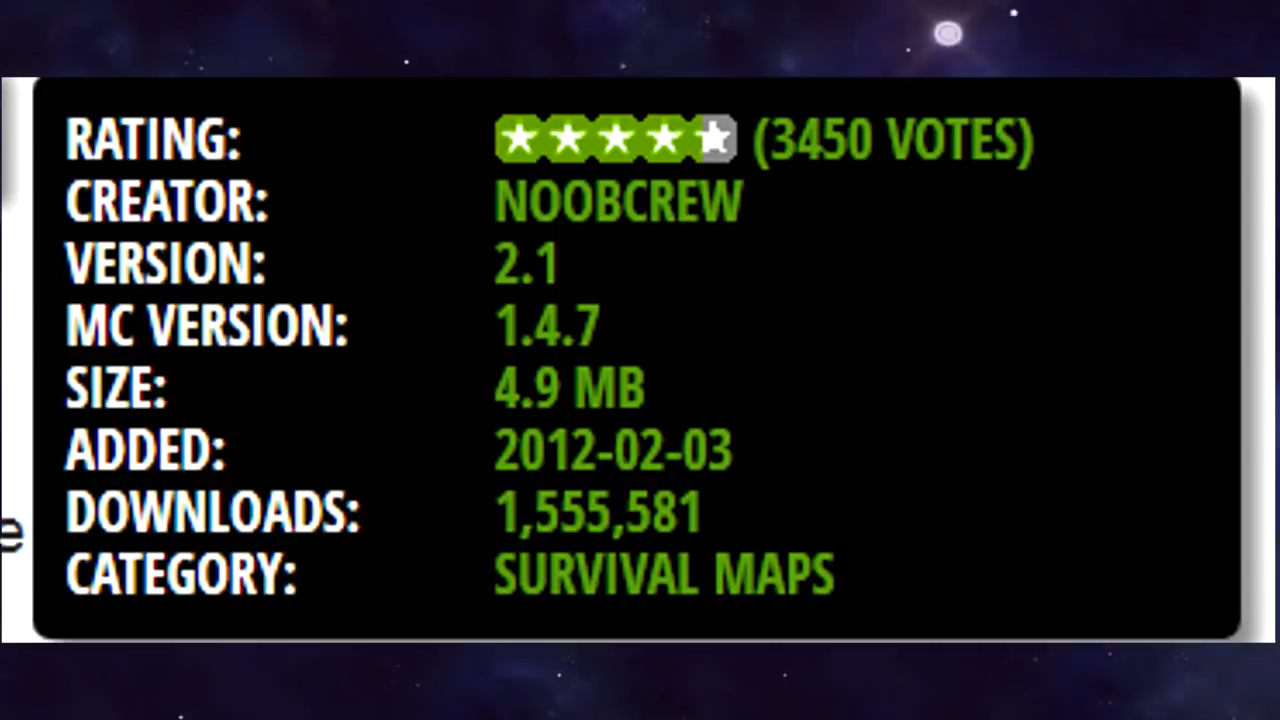 RATING: (3450 VOTES)
CREATOR: NOOBCREW
VERSION: 2.1
MC VERSION: 1.4.7
SIZE: 4.9 MB
ADDED: 2012-02-03
DOWNLOADS: 1,555,581
e
CATEGORY: SURVIVAL MAPS